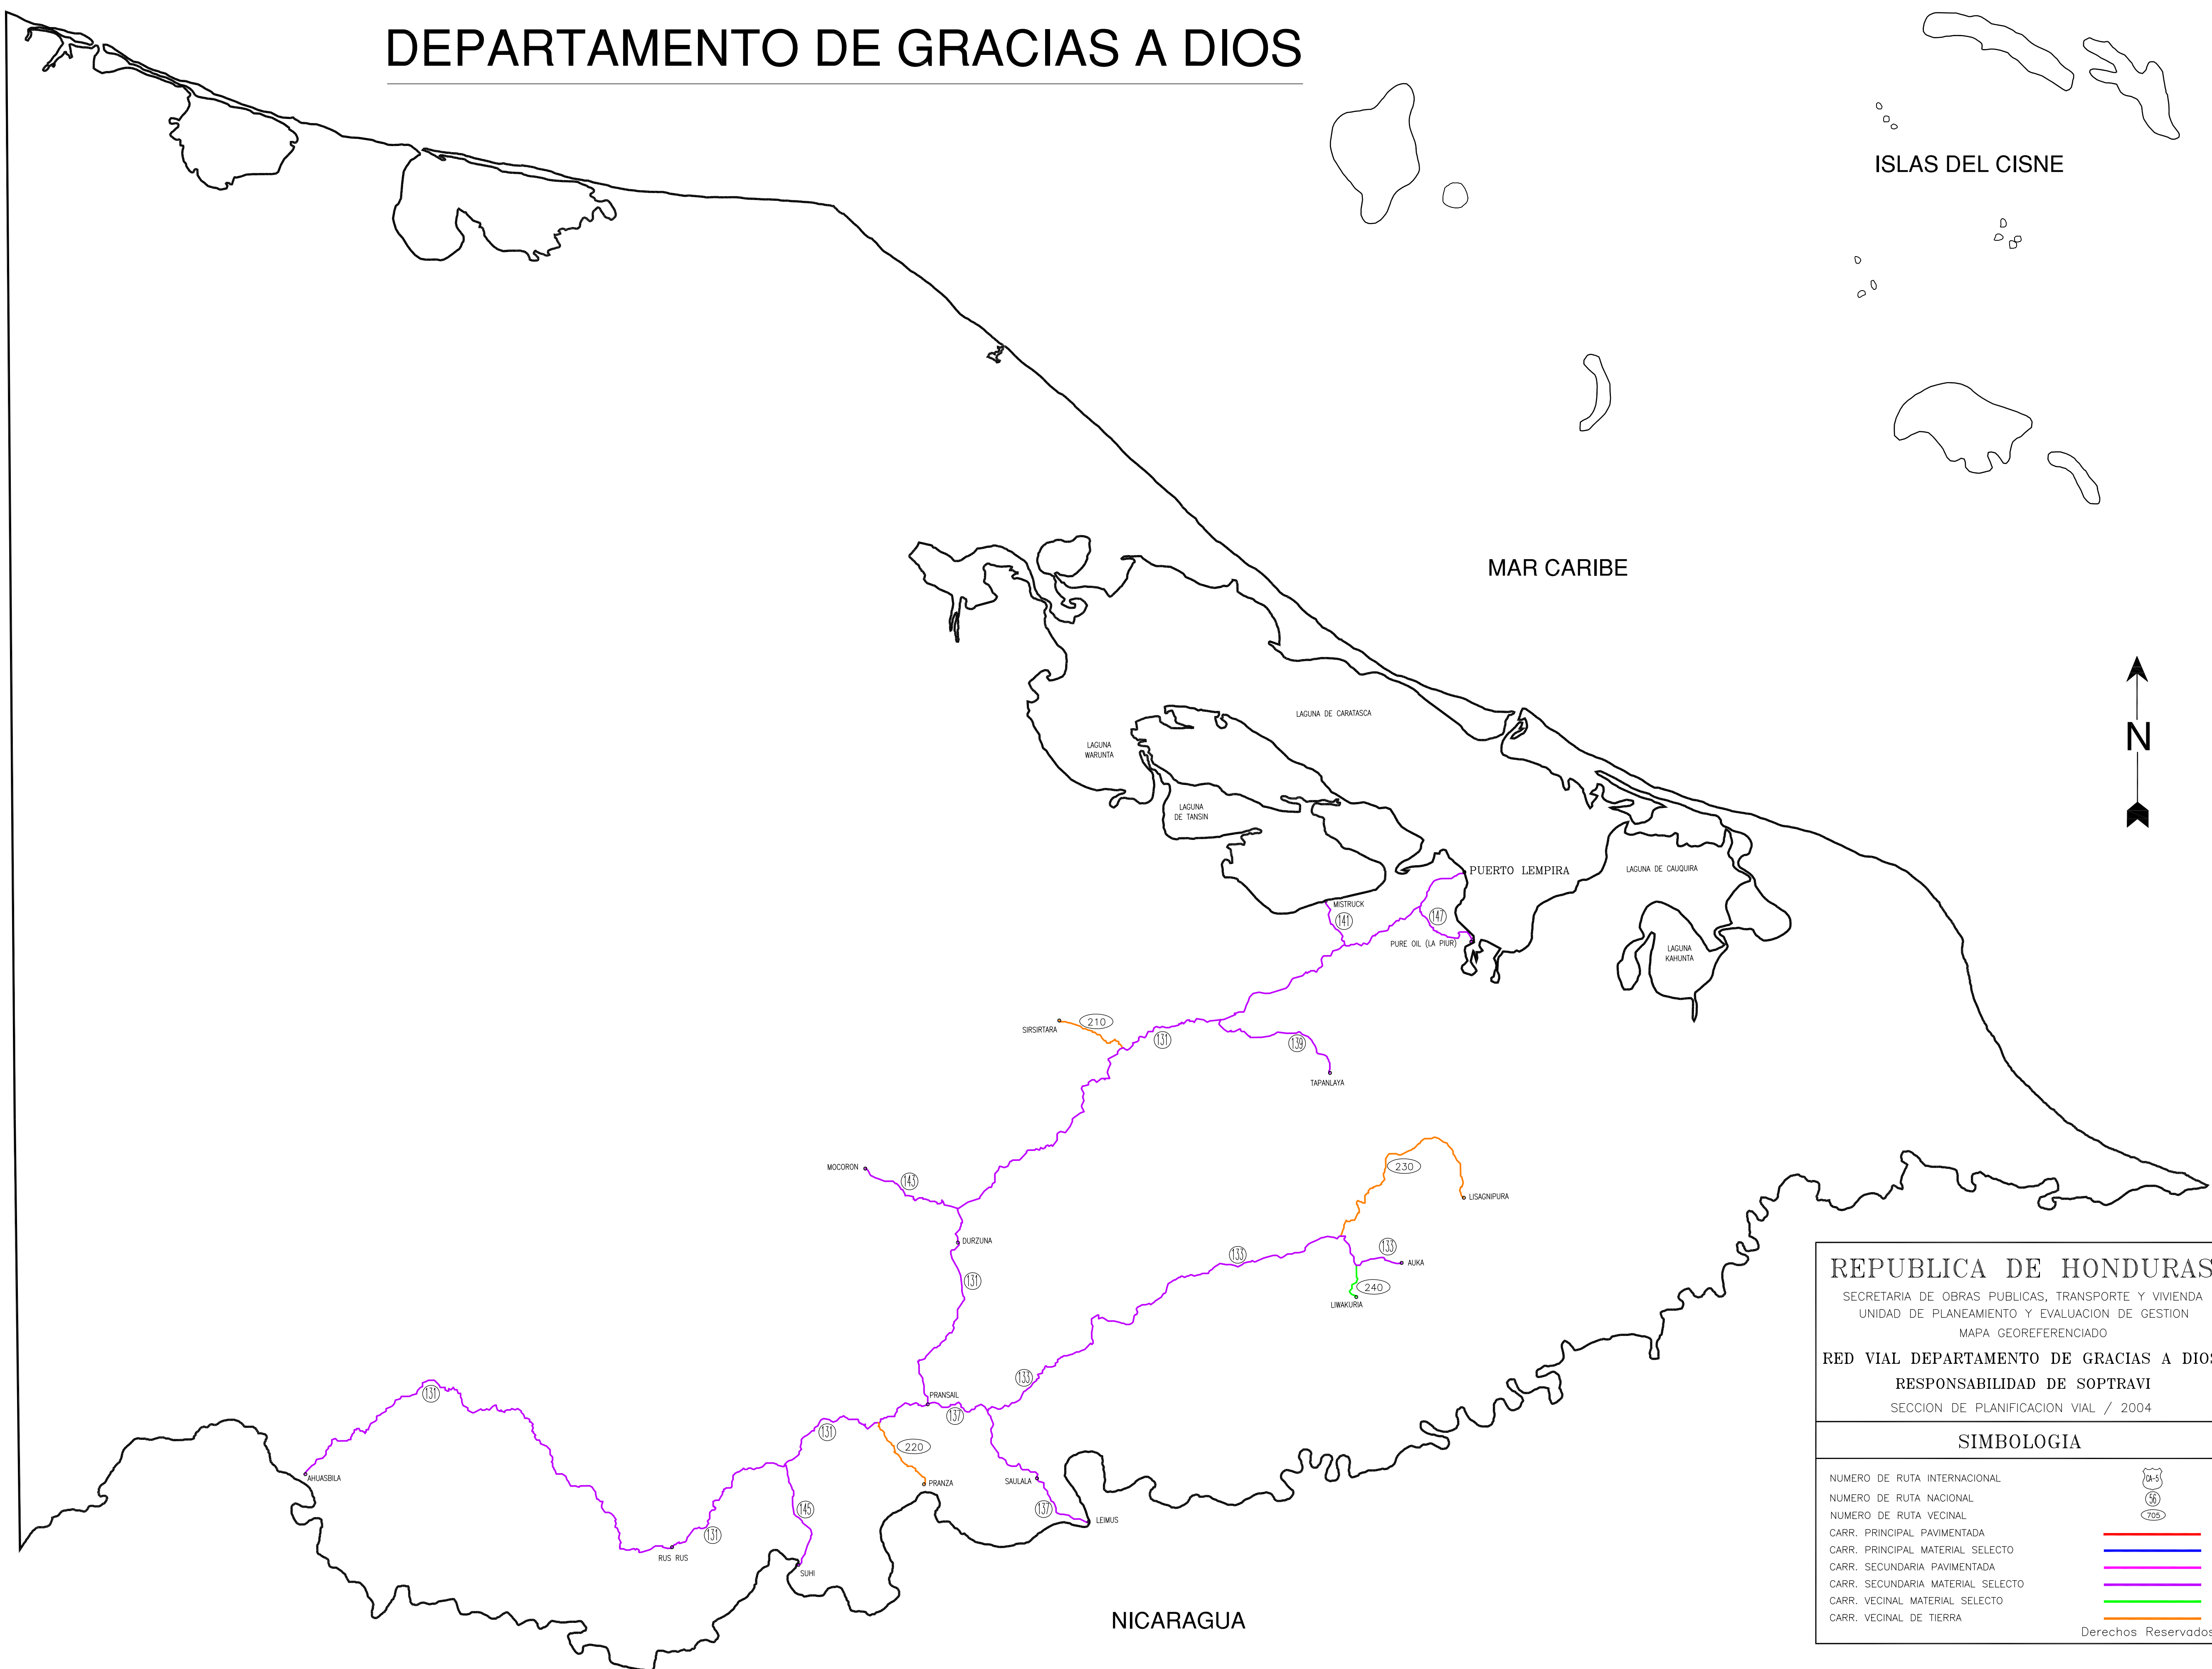 DEPARTAMENTO DE GRACIAS A DIOS
ISLAS DEL CISNE
MAR CARIBE
N
LAGUNA DE CARATASCA
LAGUNA
WARUNTA
LAGUNA
DE TANSIN
PUERTO LEMPIRA
LAGUNA DE CAUQUIRA
MISTRUCK
141
147
PURE OIL (LA PIUR)
LAGUNA
KAHUNTA
SIRSIRTARA
210
131
139
TAPANLAYA
MOCORON
143
230
LISAGNIPURA
DURZUNA
133
133
AUKA
131
240
LIWAKURIA
133
131
PRANSAIL
137
131
220
AHUASBILA
PRANZA
SAULALA
145
137
LEIMUS
131
RUS RUS
SUHI
NICARAGUA
REPUBLICA DE HONDURAS
SECRETARIA DE OBRAS PUBLICAS, TRANSPORTE Y VIVIENDA
UNIDAD DE PLANEAMIENTO Y EVALUACION DE GESTION
MAPA GEOREFERENCIADO
RED VIAL DEPARTAMENTO DE GRACIAS A DIOS
RESPONSABILIDAD DE SOPTRAVI
SECCION DE PLANIFICACION VIAL / 2004
SIMBOLOGIA
NUMERO DE RUTA INTERNACIONAL CA-5
NUMERO DE RUTA NACIONAL 56
NUMERO DE RUTA VECINAL 705
CARR. PRINCIPAL PAVIMENTADA
CARR. PRINCIPAL MATERIAL SELECTO
CARR. SECUNDARIA PAVIMENTADA
CARR. SECUNDARIA MATERIAL SELECTO
CARR. VECINAL MATERIAL SELECTO
CARR. VECINAL DE TIERRA
Derechos Reservados